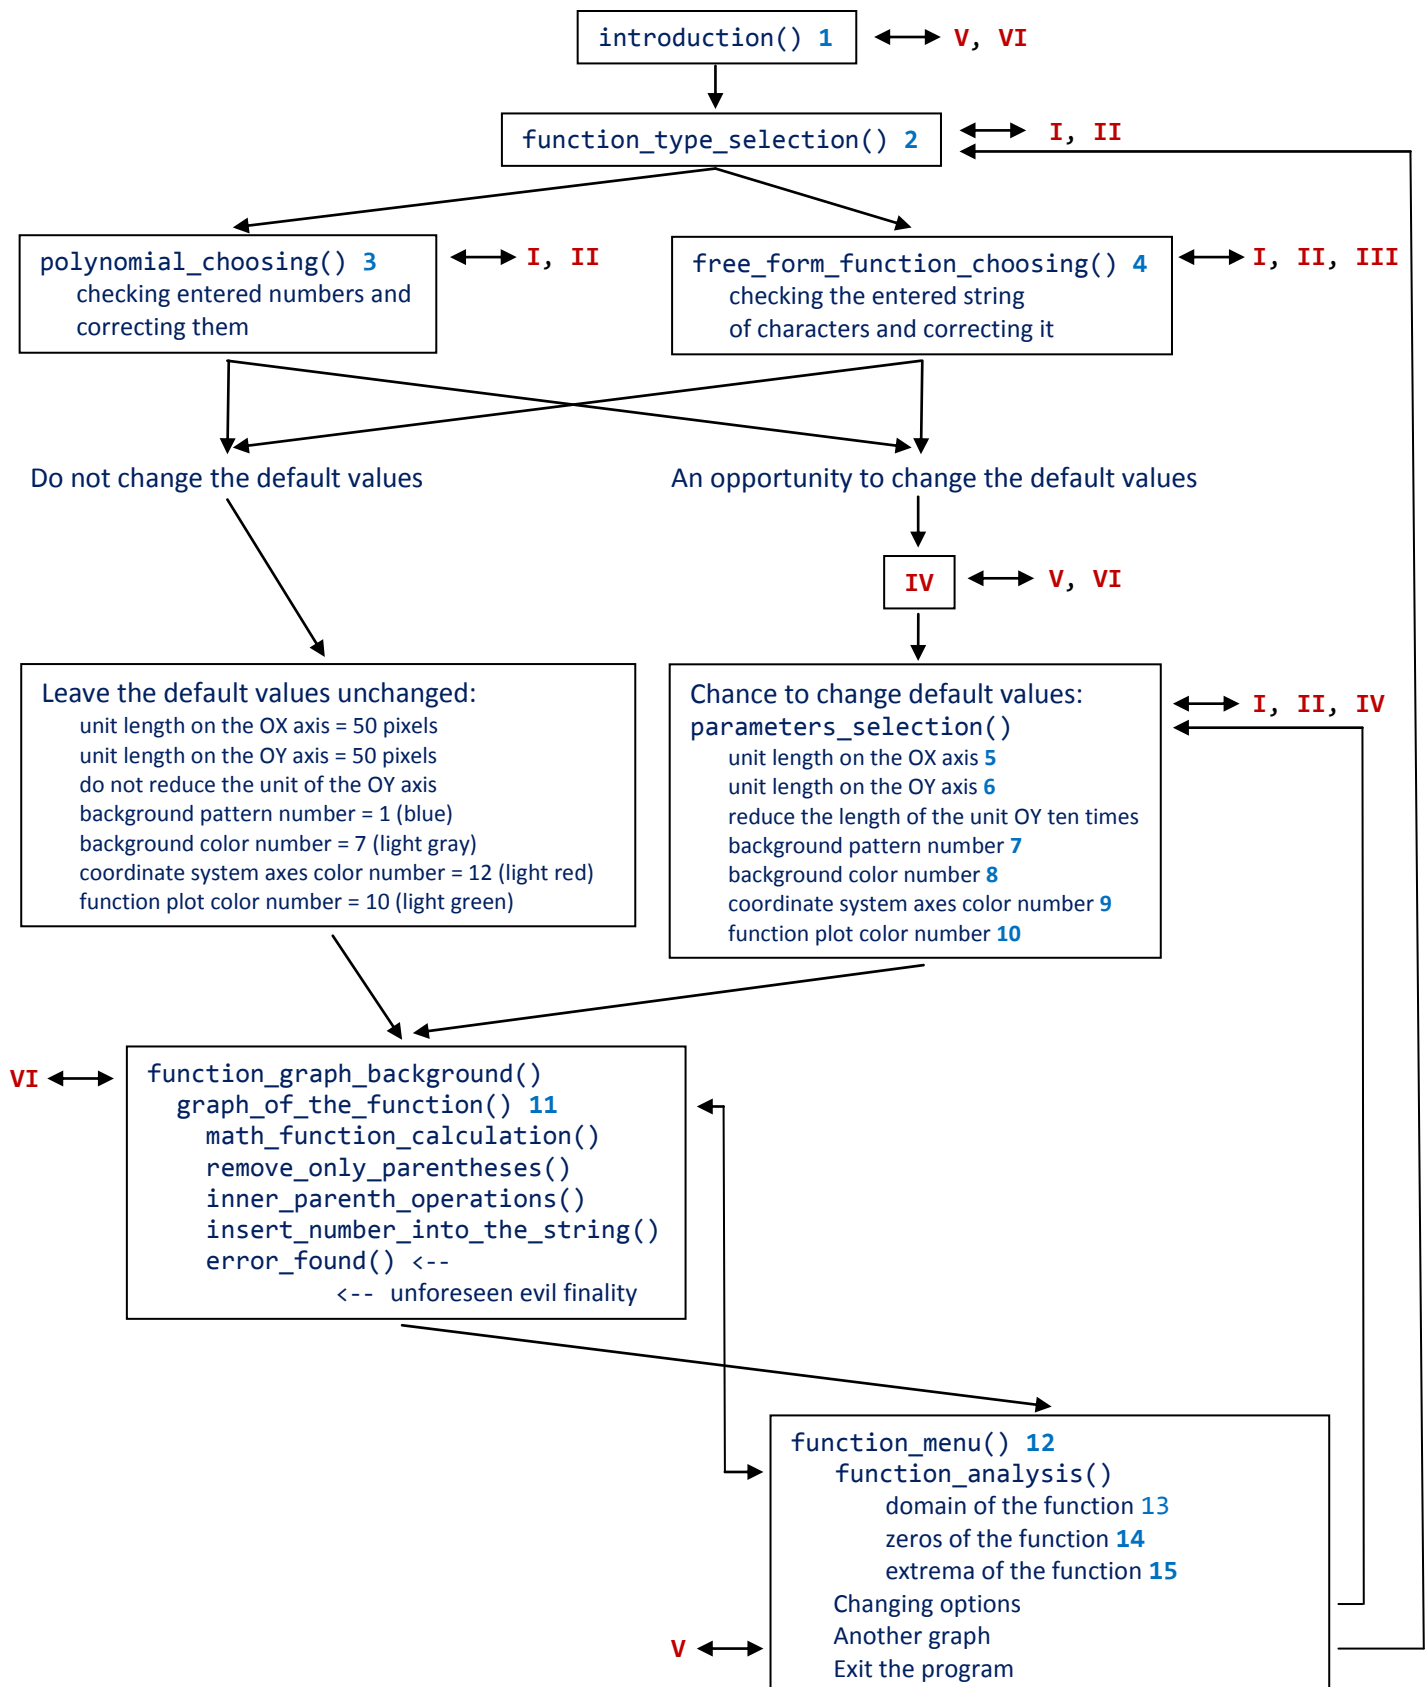 introduction() 1
V, VI
function_type_selection() 2
I, II
polynomial_choosing() 3
checking entered numbers and
correcting them
I, II
free_form_function_choosing() 4
checking the entered string
of characters and correcting it
I, II, III
Do not change the default values
An opportunity to change the default values
IV
V, VI
Leave the default values unchanged:
unit length on the OX axis = 50 pixels
unit length on the OY axis = 50 pixels
do not reduce the unit of the OY axis
background pattern number = 1 (blue)
background color number = 7 (light gray)
coordinate system axes color number = 12 (light red)
function plot color number = 10 (light green)
Chance to change default values:
parameters_selection()
unit length on the OX axis 5
unit length on the OY axis 6
reduce the length of the unit OY ten times
background pattern number 7
background color number 8
coordinate system axes color number 9
function plot color number 10
I, II, IV
VI
function_graph_background()
graph_of_the_function() 11
math_function_calculation()
remove_only_parentheses()
inner_parenth_operations()
insert_number_into_the_string()
error_found() <--
<-- unforeseen evil finality
function_menu() 12
function_analysis()
domain of the function 13
zeros of the function 14
extrema of the function 15
Changing options
Another graph
Exit the program
V